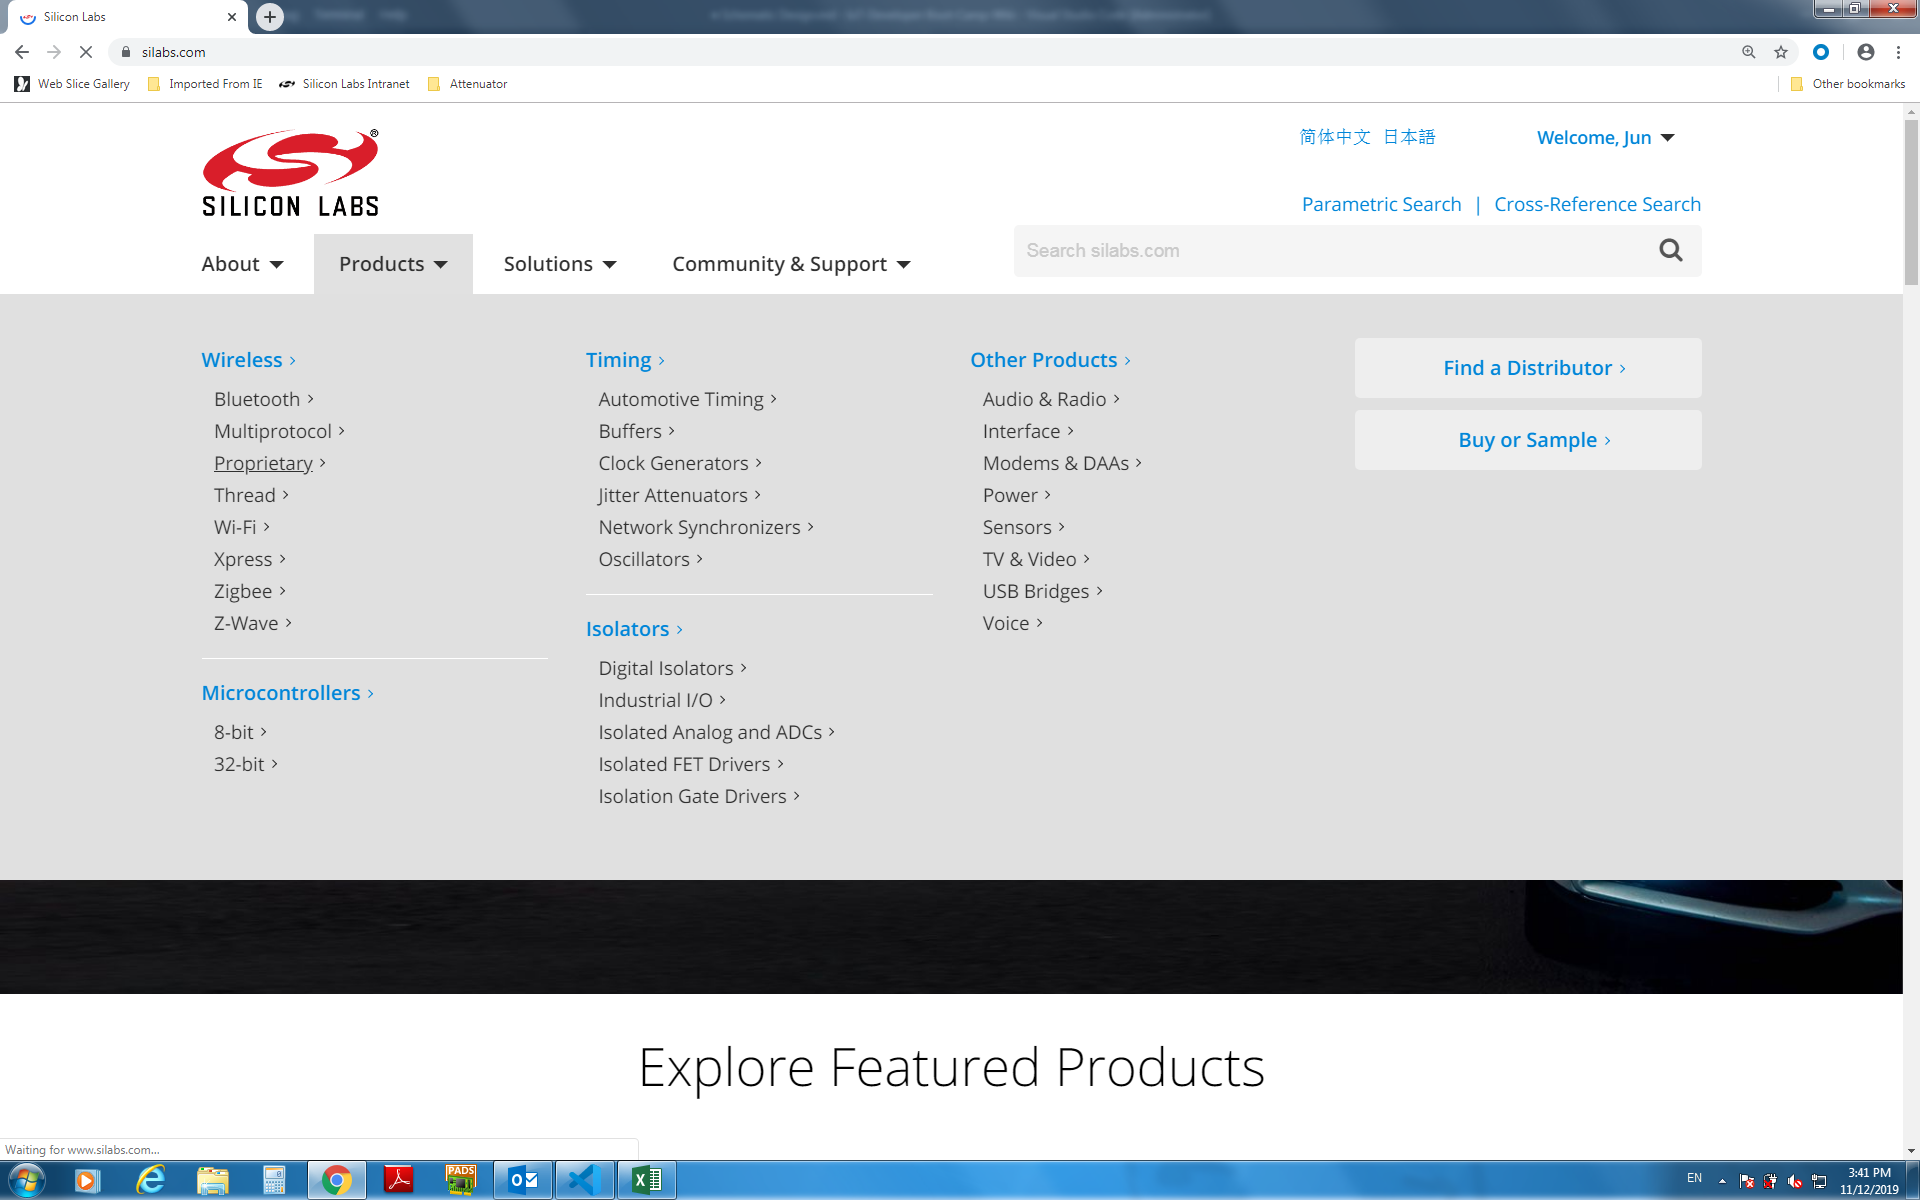 Silicon Labs
silabs.com
Web Slice Gallery
Imported From IE
Silicon Labs Intranet
Attenuator
Other bookmarks
SILICON LABS®
简体中文 日本語
Welcome, Jun
Parametric Search | Cross-Reference Search
About
Products
Solutions
Community & Support
Search silabs.com
Wireless ›
Bluetooth ›
Multiprotocol ›
Proprietary ›
Thread ›
Wi-Fi ›
Xpress ›
Zigbee ›
Z-Wave ›
Microcontrollers ›
8-bit ›
32-bit ›
Timing ›
Automotive Timing ›
Buffers ›
Clock Generators ›
Jitter Attenuators ›
Network Synchronizers ›
Oscillators ›
Isolators ›
Digital Isolators ›
Industrial I/O ›
Isolated Analog and ADCs ›
Isolated FET Drivers ›
Isolation Gate Drivers ›
Other Products ›
Audio & Radio ›
Interface ›
Modems & DAAs ›
Power ›
Sensors ›
TV & Video ›
USB Bridges ›
Voice ›
Find a Distributor ›
Buy or Sample ›
Explore Featured Products
Waiting for www.silabs.com...
PADS
EN
3:41 PM
11/12/2019